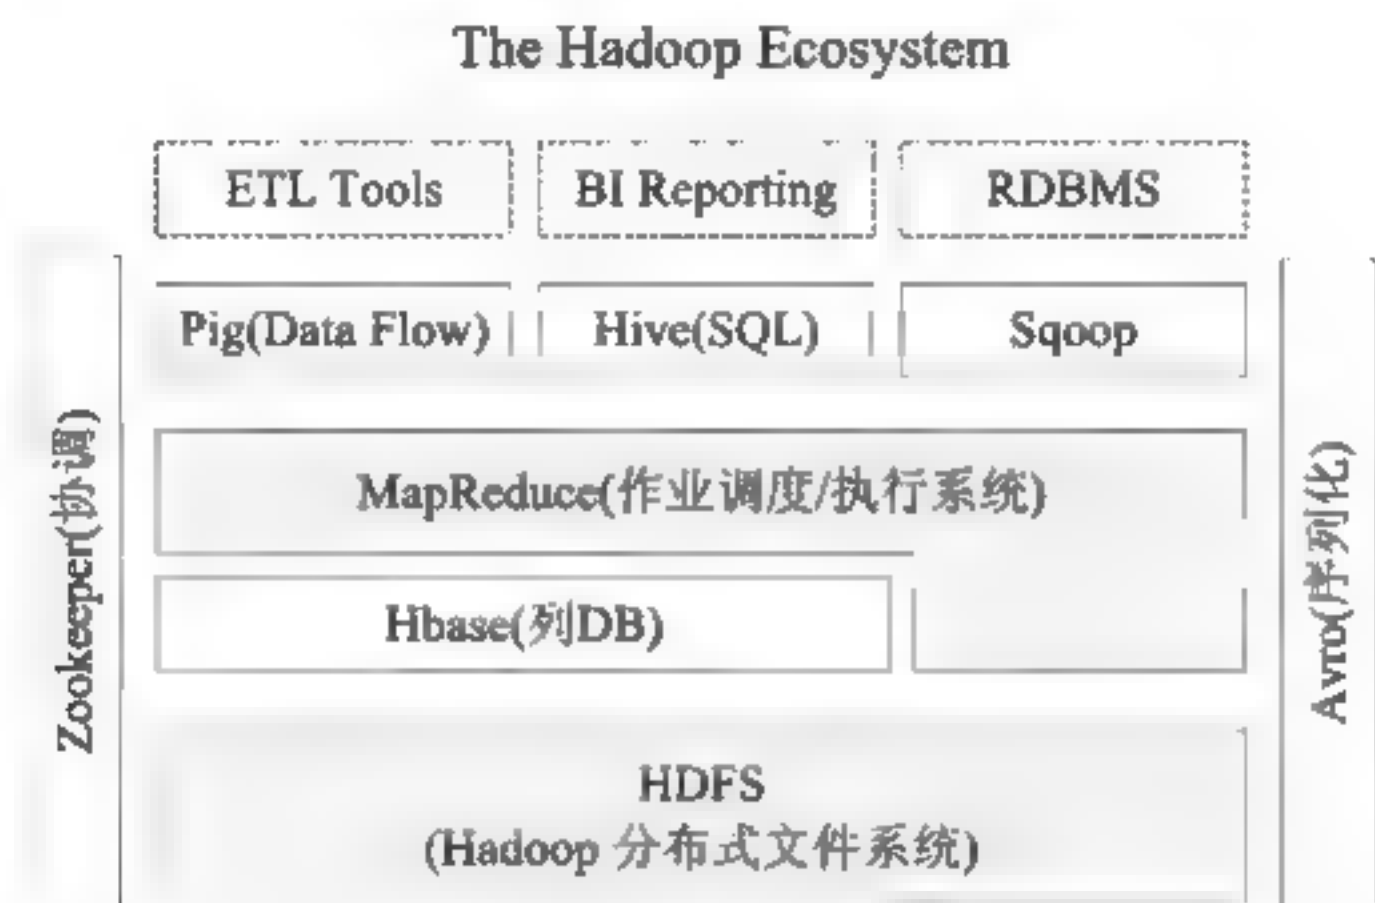 The Hadoop Ecosystem
ETL Tools
BI Reporting
RDBMS
Pig(Data Flow)
Hive(SQL)
Sqoop
Zookeeper(协调)
MapReduce(作业调度/执行系统)
Avro(序列化)
Hbase(列DB)
HDFS
(Hadoop 分布式文件系统)